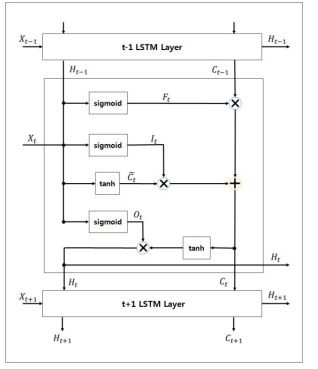 X_{t-1}
t-1 LSTM Layer
H_{t-1}
H_{t-1}
C_{t-1}
F_t
sigmoid
X_t
I_t
sigmoid
C̃_t
tanh
O_t
sigmoid
tanh
H_t
H_t
C_t
X_{t+1}
t+1 LSTM Layer
H_{t+1}
H_{t+1}
C_{t+1}